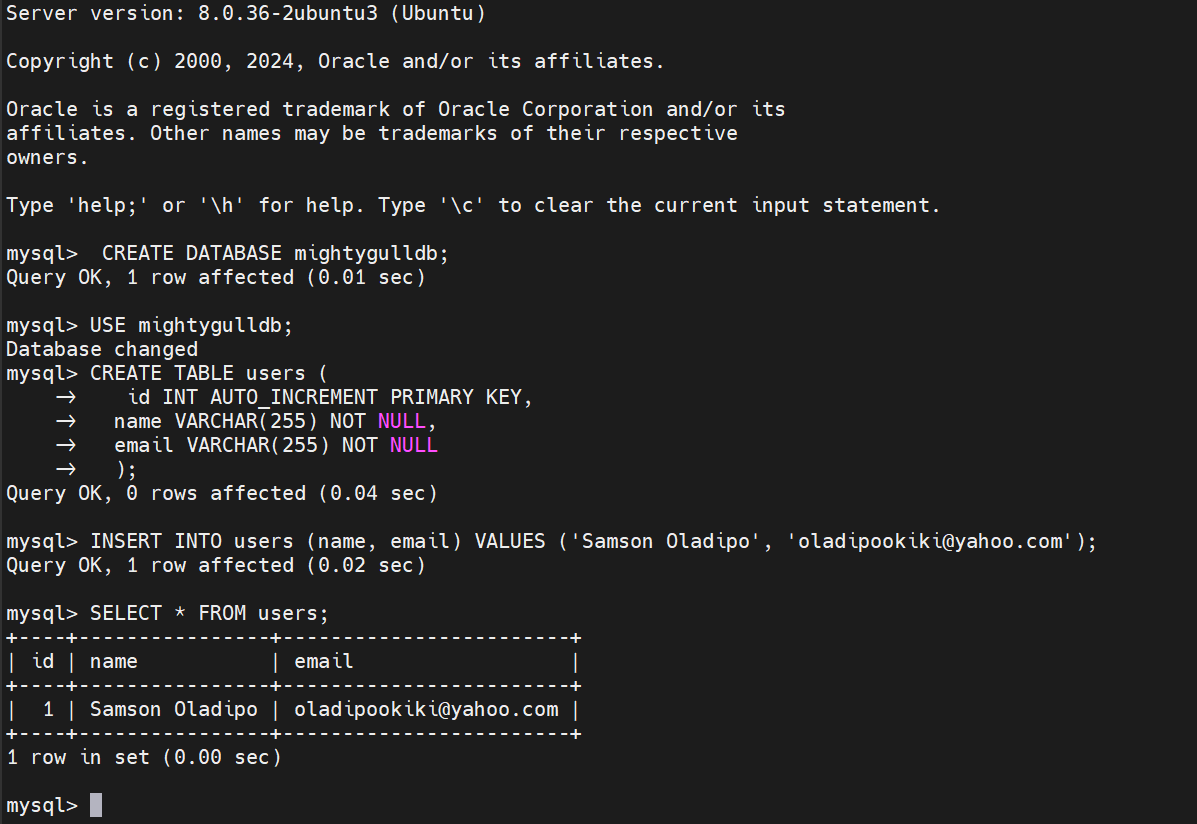 Server version: 8.0.36-2ubuntu3 (Ubuntu)
Copyright (c) 2000, 2024, Oracle and/or its affiliates.
Oracle is a registered trademark of Oracle Corporation and/or its
affiliates. Other names may be trademarks of their respective
owners.
Type 'help;' or '\h' for help. Type '\c' to clear the current input statement.
mysql>  CREATE DATABASE mightygulldb;
Query OK, 1 row affected (0.01 sec)
mysql> USE mightygulldb;
Database changed
mysql> CREATE TABLE users (
    →    id INT AUTO_INCREMENT PRIMARY KEY,
    →   name VARCHAR(255) NOT NULL,
    →   email VARCHAR(255) NOT NULL
    →   );
Query OK, 0 rows affected (0.04 sec)
mysql> INSERT INTO users (name, email) VALUES ('Samson Oladipo', 'oladipookiki@yahoo.com');
Query OK, 1 row affected (0.02 sec)
mysql> SELECT * FROM users;
+----+----------------+------------------------+
| id | name           | email                  |
+----+----------------+------------------------+
|  1 | Samson Oladipo | oladipookiki@yahoo.com |
+----+----------------+------------------------+
1 row in set (0.00 sec)
mysql>